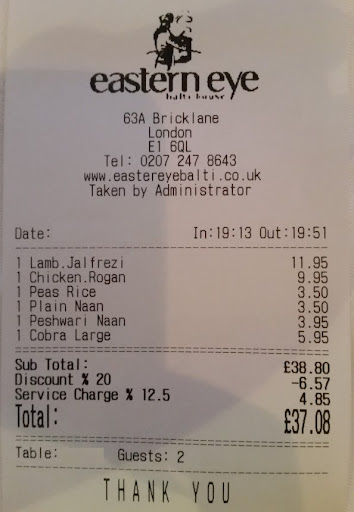 eastern eye
balti house
63A Bricklane
London
E1 6QL
Tel: 0207 247 8643
www.eastereyebalti.co.uk
Taken by Administrator
Date: In:19:13 Out:19:51
1 Lamb.Jalfrezi 11.95
1 Chicken.Rogan 9.95
1 Peas Rice 3.50
1 Plain Naan 3.50
1 Peshwari Naan 3.95
1 Cobra Large 5.95
Sub Total: £38.80
Discount % 20 -6.57
Service Charge % 12.5 4.85
Total: £37.08
Table: Guests: 2
THANK YOU